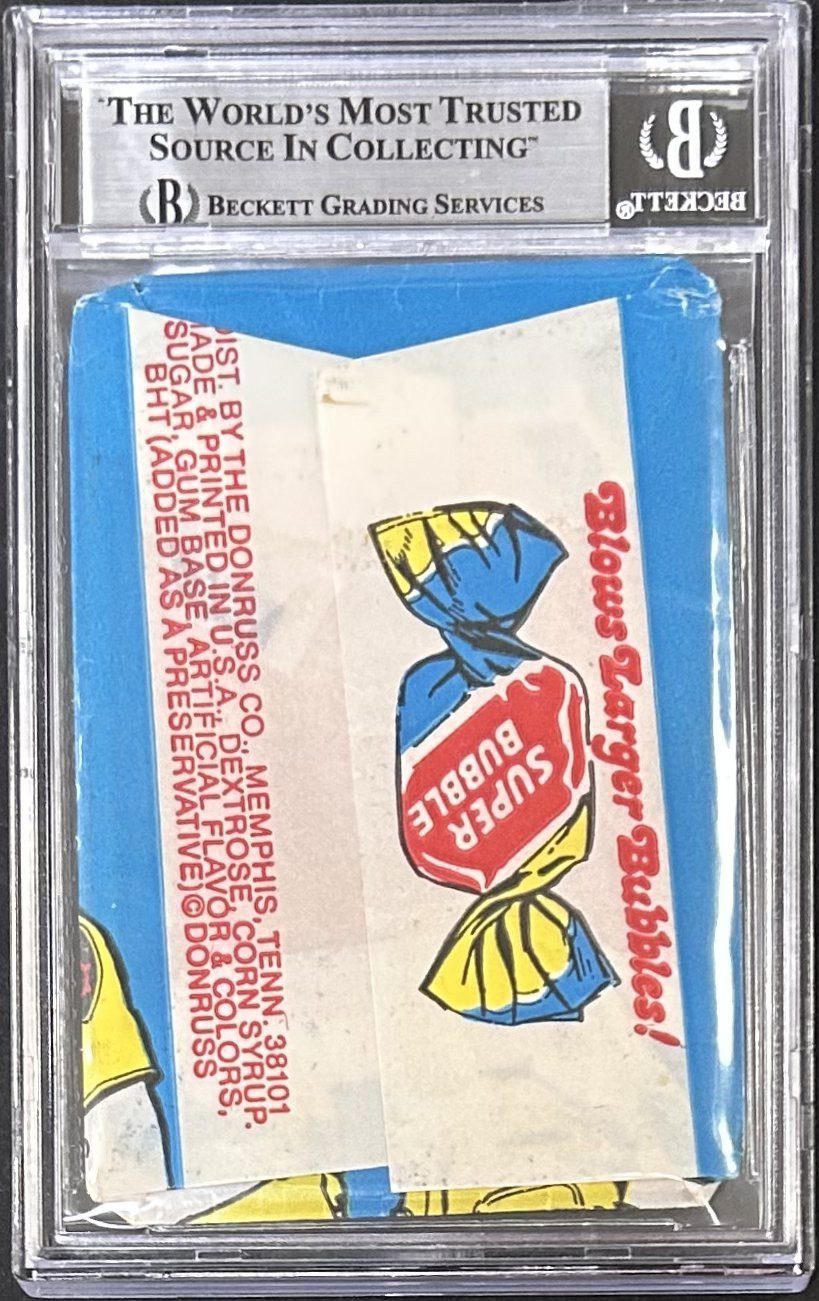 "THE WORLD'S MOST TRUSTED
SOURCE IN COLLECTING™
B BECKETT GRADING SERVICES
B
BECKETT®
DIST. BY THE DONRUSS CO., MEMPHIS, TENN. 38101
MADE & PRINTED IN U.S.A., DEXTROSE, CORN SYRUP.
SUGAR, GUM BASE, ARTIFICIAL FLAVOR & COLORS,
BHT (ADDED AS A PRESERVATIVE) © DONRUSS
Blows Larger Bubbles!
SUPER
BUBBLE